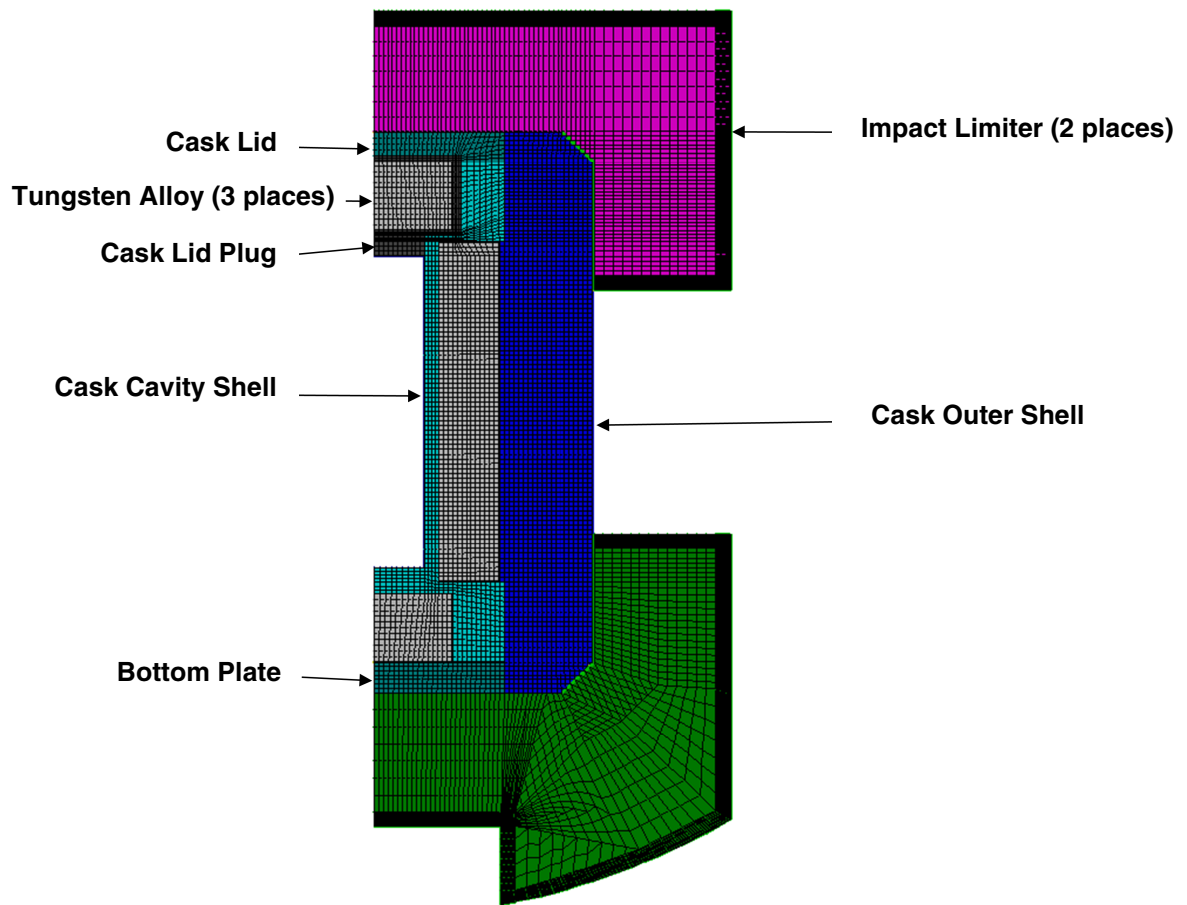 Cask Lid
Impact Limiter (2 places)
Tungsten Alloy (3 places)
Cask Lid Plug
Cask Cavity Shell
Cask Outer Shell
Bottom Plate